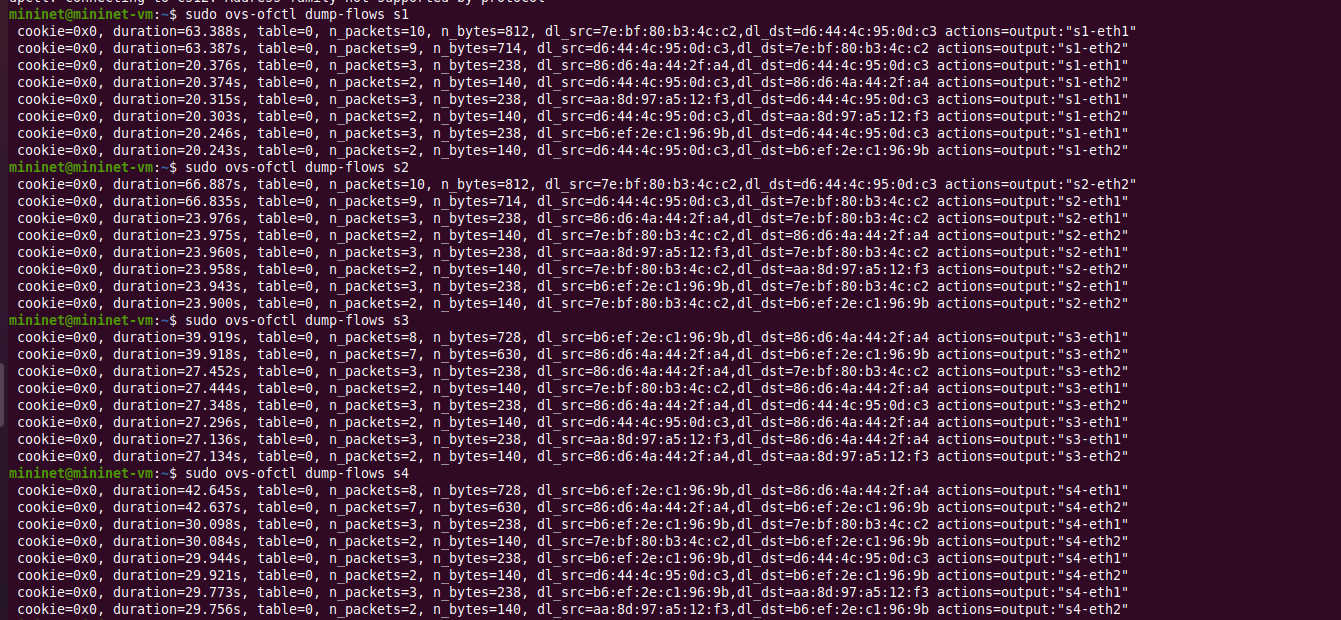 mininet@mininet-vm:~$ sudo ovs-ofctl dump-flows s1
cookie=0x0, duration=63.388s, table=0, n_packets=10, n_bytes=812, dl_src=7e:bf:80:b3:4c:c2,dl_dst=d6:44:4c:95:0d:c3 actions=output:"s1-eth1"
cookie=0x0, duration=63.387s, table=0, n_packets=9, n_bytes=714, dl_src=d6:44:4c:95:0d:c3,dl_dst=7e:bf:80:b3:4c:c2 actions=output:"s1-eth2"
cookie=0x0, duration=20.376s, table=0, n_packets=3, n_bytes=238, dl_src=86:d6:4a:44:2f:a4,dl_dst=d6:44:4c:95:0d:c3 actions=output:"s1-eth1"
cookie=0x0, duration=20.374s, table=0, n_packets=2, n_bytes=140, dl_src=d6:44:4c:95:0d:c3,dl_dst=86:d6:4a:44:2f:a4 actions=output:"s1-eth2"
cookie=0x0, duration=20.315s, table=0, n_packets=3, n_bytes=238, dl_src=aa:8d:97:a5:12:f3,dl_dst=d6:44:4c:95:0d:c3 actions=output:"s1-eth1"
cookie=0x0, duration=20.303s, table=0, n_packets=2, n_bytes=140, dl_src=d6:44:4c:95:0d:c3,dl_dst=aa:8d:97:a5:12:f3 actions=output:"s1-eth2"
cookie=0x0, duration=20.246s, table=0, n_packets=3, n_bytes=238, dl_src=b6:ef:2e:c1:96:9b,dl_dst=d6:44:4c:95:0d:c3 actions=output:"s1-eth1"
cookie=0x0, duration=20.243s, table=0, n_packets=2, n_bytes=140, dl_src=d6:44:4c:95:0d:c3,dl_dst=b6:ef:2e:c1:96:9b actions=output:"s1-eth2"
mininet@mininet-vm:~$ sudo ovs-ofctl dump-flows s2
cookie=0x0, duration=66.887s, table=0, n_packets=10, n_bytes=812, dl_src=7e:bf:80:b3:4c:c2,dl_dst=d6:44:4c:95:0d:c3 actions=output:"s2-eth2"
cookie=0x0, duration=66.835s, table=0, n_packets=9, n_bytes=714, dl_src=d6:44:4c:95:0d:c3,dl_dst=7e:bf:80:b3:4c:c2 actions=output:"s2-eth1"
cookie=0x0, duration=23.976s, table=0, n_packets=3, n_bytes=238, dl_src=86:d6:4a:44:2f:a4,dl_dst=7e:bf:80:b3:4c:c2 actions=output:"s2-eth1"
cookie=0x0, duration=23.975s, table=0, n_packets=2, n_bytes=140, dl_src=7e:bf:80:b3:4c:c2,dl_dst=86:d6:4a:44:2f:a4 actions=output:"s2-eth2"
cookie=0x0, duration=23.960s, table=0, n_packets=3, n_bytes=238, dl_src=aa:8d:97:a5:12:f3,dl_dst=7e:bf:80:b3:4c:c2 actions=output:"s2-eth1"
cookie=0x0, duration=23.958s, table=0, n_packets=2, n_bytes=140, dl_src=7e:bf:80:b3:4c:c2,dl_dst=aa:8d:97:a5:12:f3 actions=output:"s2-eth2"
cookie=0x0, duration=23.943s, table=0, n_packets=3, n_bytes=238, dl_src=b6:ef:2e:c1:96:9b,dl_dst=7e:bf:80:b3:4c:c2 actions=output:"s2-eth1"
cookie=0x0, duration=23.900s, table=0, n_packets=2, n_bytes=140, dl_src=7e:bf:80:b3:4c:c2,dl_dst=b6:ef:2e:c1:96:9b actions=output:"s2-eth2"
mininet@mininet-vm:~$ sudo ovs-ofctl dump-flows s3
cookie=0x0, duration=39.919s, table=0, n_packets=8, n_bytes=728, dl_src=b6:ef:2e:c1:96:9b,dl_dst=86:d6:4a:44:2f:a4 actions=output:"s3-eth1"
cookie=0x0, duration=39.918s, table=0, n_packets=7, n_bytes=630, dl_src=86:d6:4a:44:2f:a4,dl_dst=b6:ef:2e:c1:96:9b actions=output:"s3-eth2"
cookie=0x0, duration=27.452s, table=0, n_packets=3, n_bytes=238, dl_src=86:d6:4a:44:2f:a4,dl_dst=7e:bf:80:b3:4c:c2 actions=output:"s3-eth2"
cookie=0x0, duration=27.444s, table=0, n_packets=2, n_bytes=140, dl_src=7e:bf:80:b3:4c:c2,dl_dst=86:d6:4a:44:2f:a4 actions=output:"s3-eth1"
cookie=0x0, duration=27.348s, table=0, n_packets=3, n_bytes=238, dl_src=86:d6:4a:44:2f:a4,dl_dst=d6:44:4c:95:0d:c3 actions=output:"s3-eth2"
cookie=0x0, duration=27.296s, table=0, n_packets=2, n_bytes=140, dl_src=d6:44:4c:95:0d:c3,dl_dst=86:d6:4a:44:2f:a4 actions=output:"s3-eth1"
cookie=0x0, duration=27.136s, table=0, n_packets=3, n_bytes=238, dl_src=aa:8d:97:a5:12:f3,dl_dst=86:d6:4a:44:2f:a4 actions=output:"s3-eth1"
cookie=0x0, duration=27.134s, table=0, n_packets=2, n_bytes=140, dl_src=86:d6:4a:44:2f:a4,dl_dst=aa:8d:97:a5:12:f3 actions=output:"s3-eth2"
mininet@mininet-vm:~$ sudo ovs-ofctl dump-flows s4
cookie=0x0, duration=42.645s, table=0, n_packets=8, n_bytes=728, dl_src=b6:ef:2e:c1:96:9b,dl_dst=86:d6:4a:44:2f:a4 actions=output:"s4-eth1"
cookie=0x0, duration=42.637s, table=0, n_packets=7, n_bytes=630, dl_src=86:d6:4a:44:2f:a4,dl_dst=b6:ef:2e:c1:96:9b actions=output:"s4-eth2"
cookie=0x0, duration=30.098s, table=0, n_packets=3, n_bytes=238, dl_src=b6:ef:2e:c1:96:9b,dl_dst=7e:bf:80:b3:4c:c2 actions=output:"s4-eth1"
cookie=0x0, duration=30.084s, table=0, n_packets=2, n_bytes=140, dl_src=7e:bf:80:b3:4c:c2,dl_dst=b6:ef:2e:c1:96:9b actions=output:"s4-eth2"
cookie=0x0, duration=29.944s, table=0, n_packets=3, n_bytes=238, dl_src=b6:ef:2e:c1:96:9b,dl_dst=d6:44:4c:95:0d:c3 actions=output:"s4-eth1"
cookie=0x0, duration=29.921s, table=0, n_packets=2, n_bytes=140, dl_src=d6:44:4c:95:0d:c3,dl_dst=b6:ef:2e:c1:96:9b actions=output:"s4-eth2"
cookie=0x0, duration=29.773s, table=0, n_packets=3, n_bytes=238, dl_src=b6:ef:2e:c1:96:9b,dl_dst=aa:8d:97:a5:12:f3 actions=output:"s4-eth1"
cookie=0x0, duration=29.756s, table=0, n_packets=2, n_bytes=140, dl_src=aa:8d:97:a5:12:f3,dl_dst=b6:ef:2e:c1:96:9b actions=output:"s4-eth2"